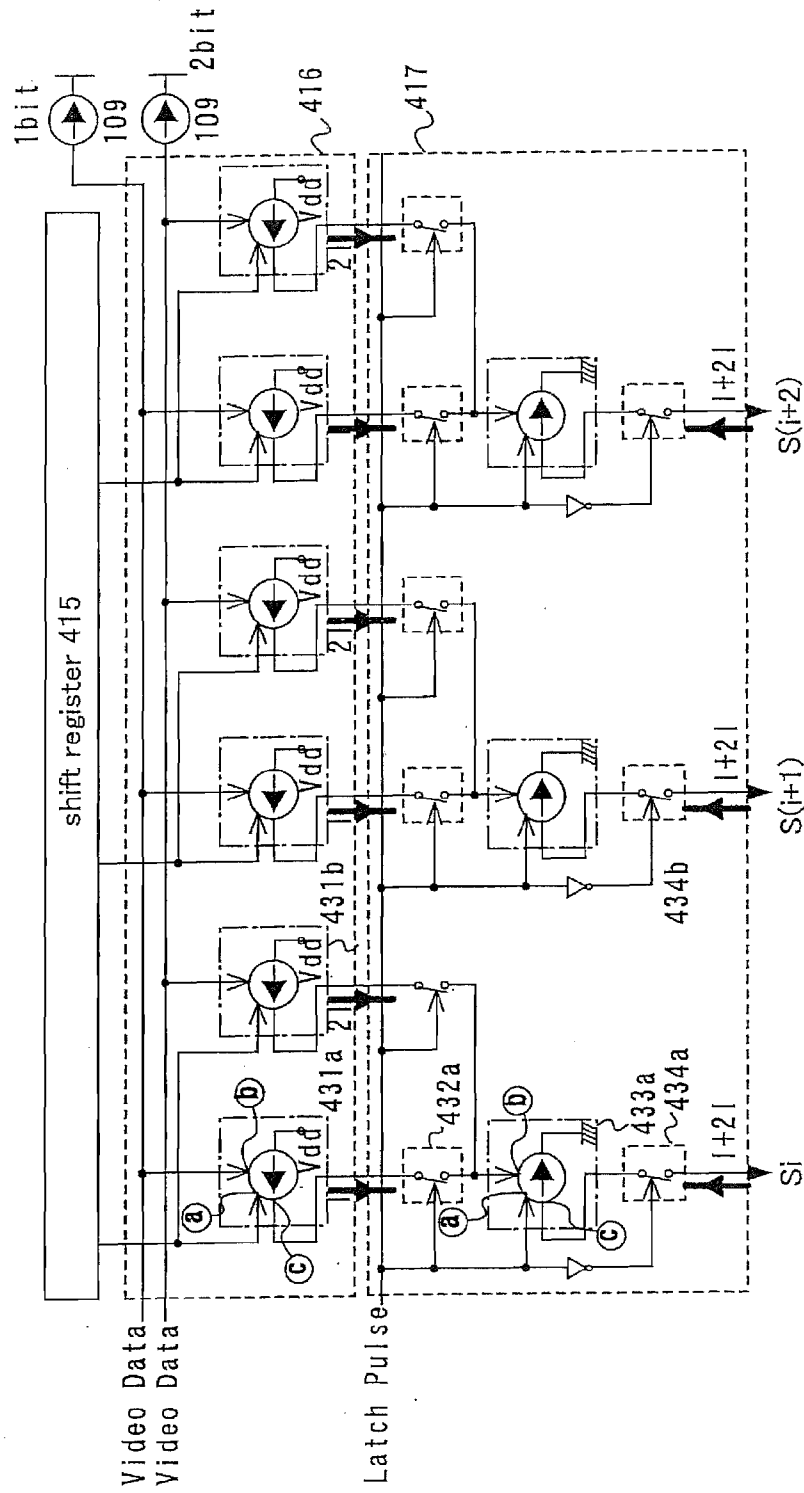 1bit
109
2bit
109
shift register 415
Video Data
Video Data
416
Vdd
Vdd
Vdd
Vdd
Vdd
Vdd
a
b
c
431a
431b
I
2I
I
2I
I
2I
Latch Pulse
417
432a
a
b
c
433a
434a
434b
I+2I
I+2I
I+2I
Si
S(i+1)
S(i+2)